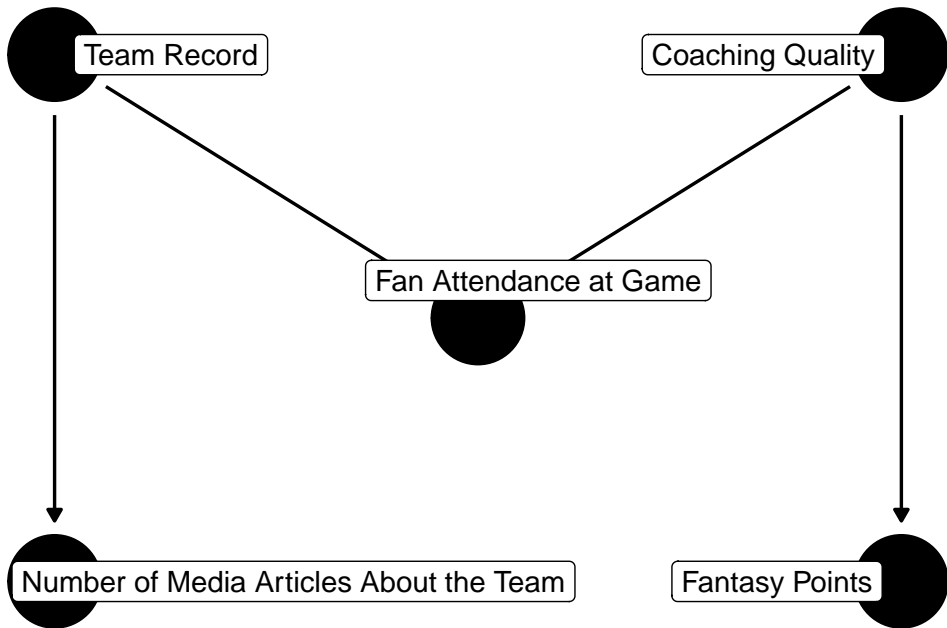 Team Record
Coaching Quality
Fan Attendance at Game
Number of Media Articles About the Team
Fantasy Points